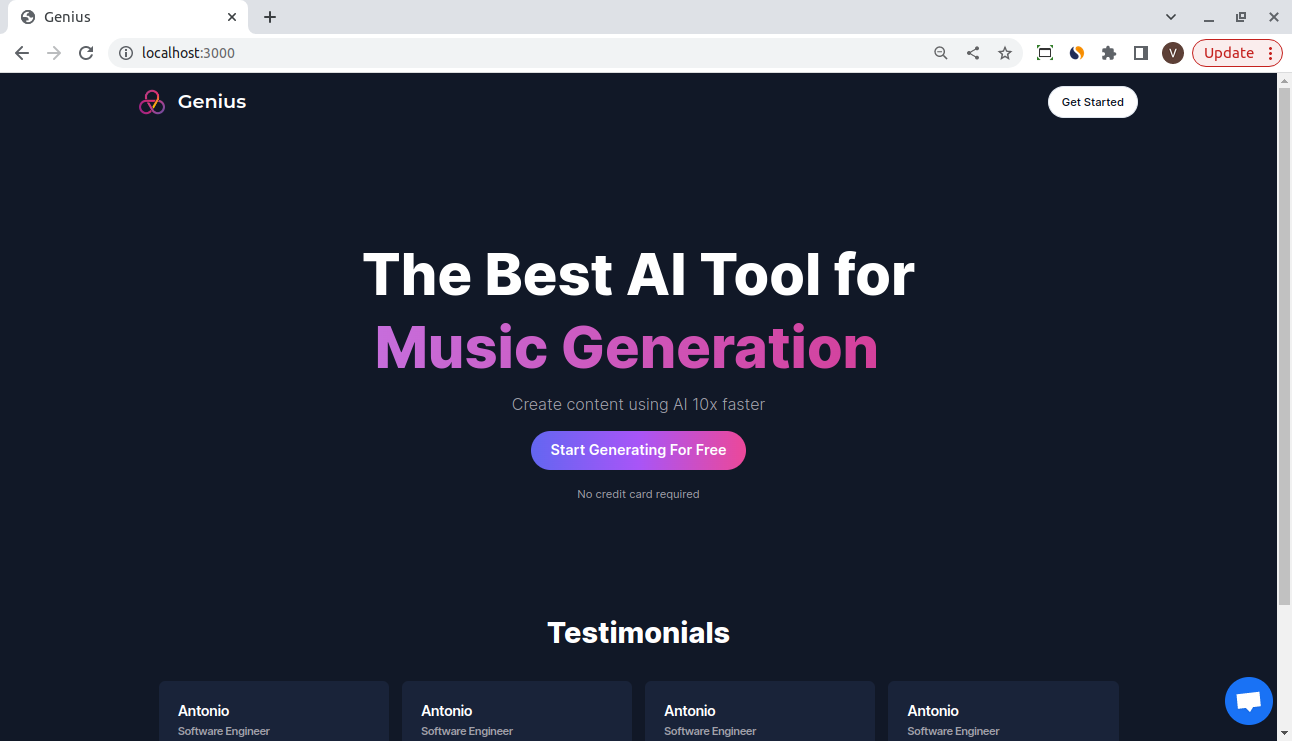 Genius
localhost:3000
V
Update
Genius
Get Started
The Best AI Tool for
Music Generation
Create content using AI 10x faster
Start Generating For Free
No credit card required
Testimonials
Antonio
Software Engineer
Antonio
Software Engineer
Antonio
Software Engineer
Antonio
Software Engineer